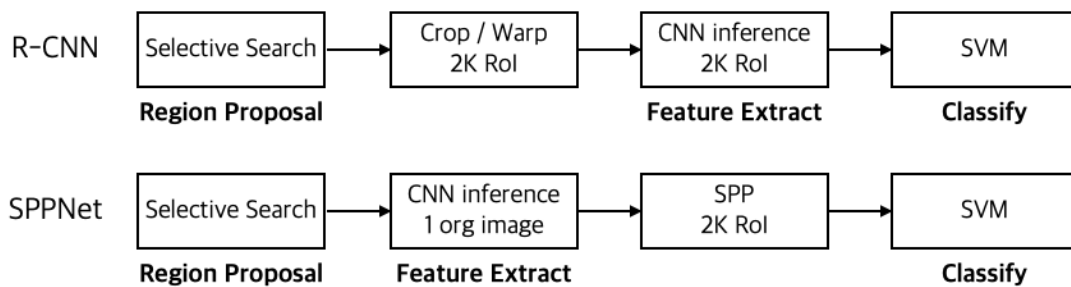 R-CNN
Selective Search
Crop / Warp
2K RoI
CNN inference
2K RoI
SVM
Region Proposal
Feature Extract
Classify
SPPNet
Selective Search
CNN inference
1 org image
SPP
2K RoI
SVM
Region Proposal
Feature Extract
Classify